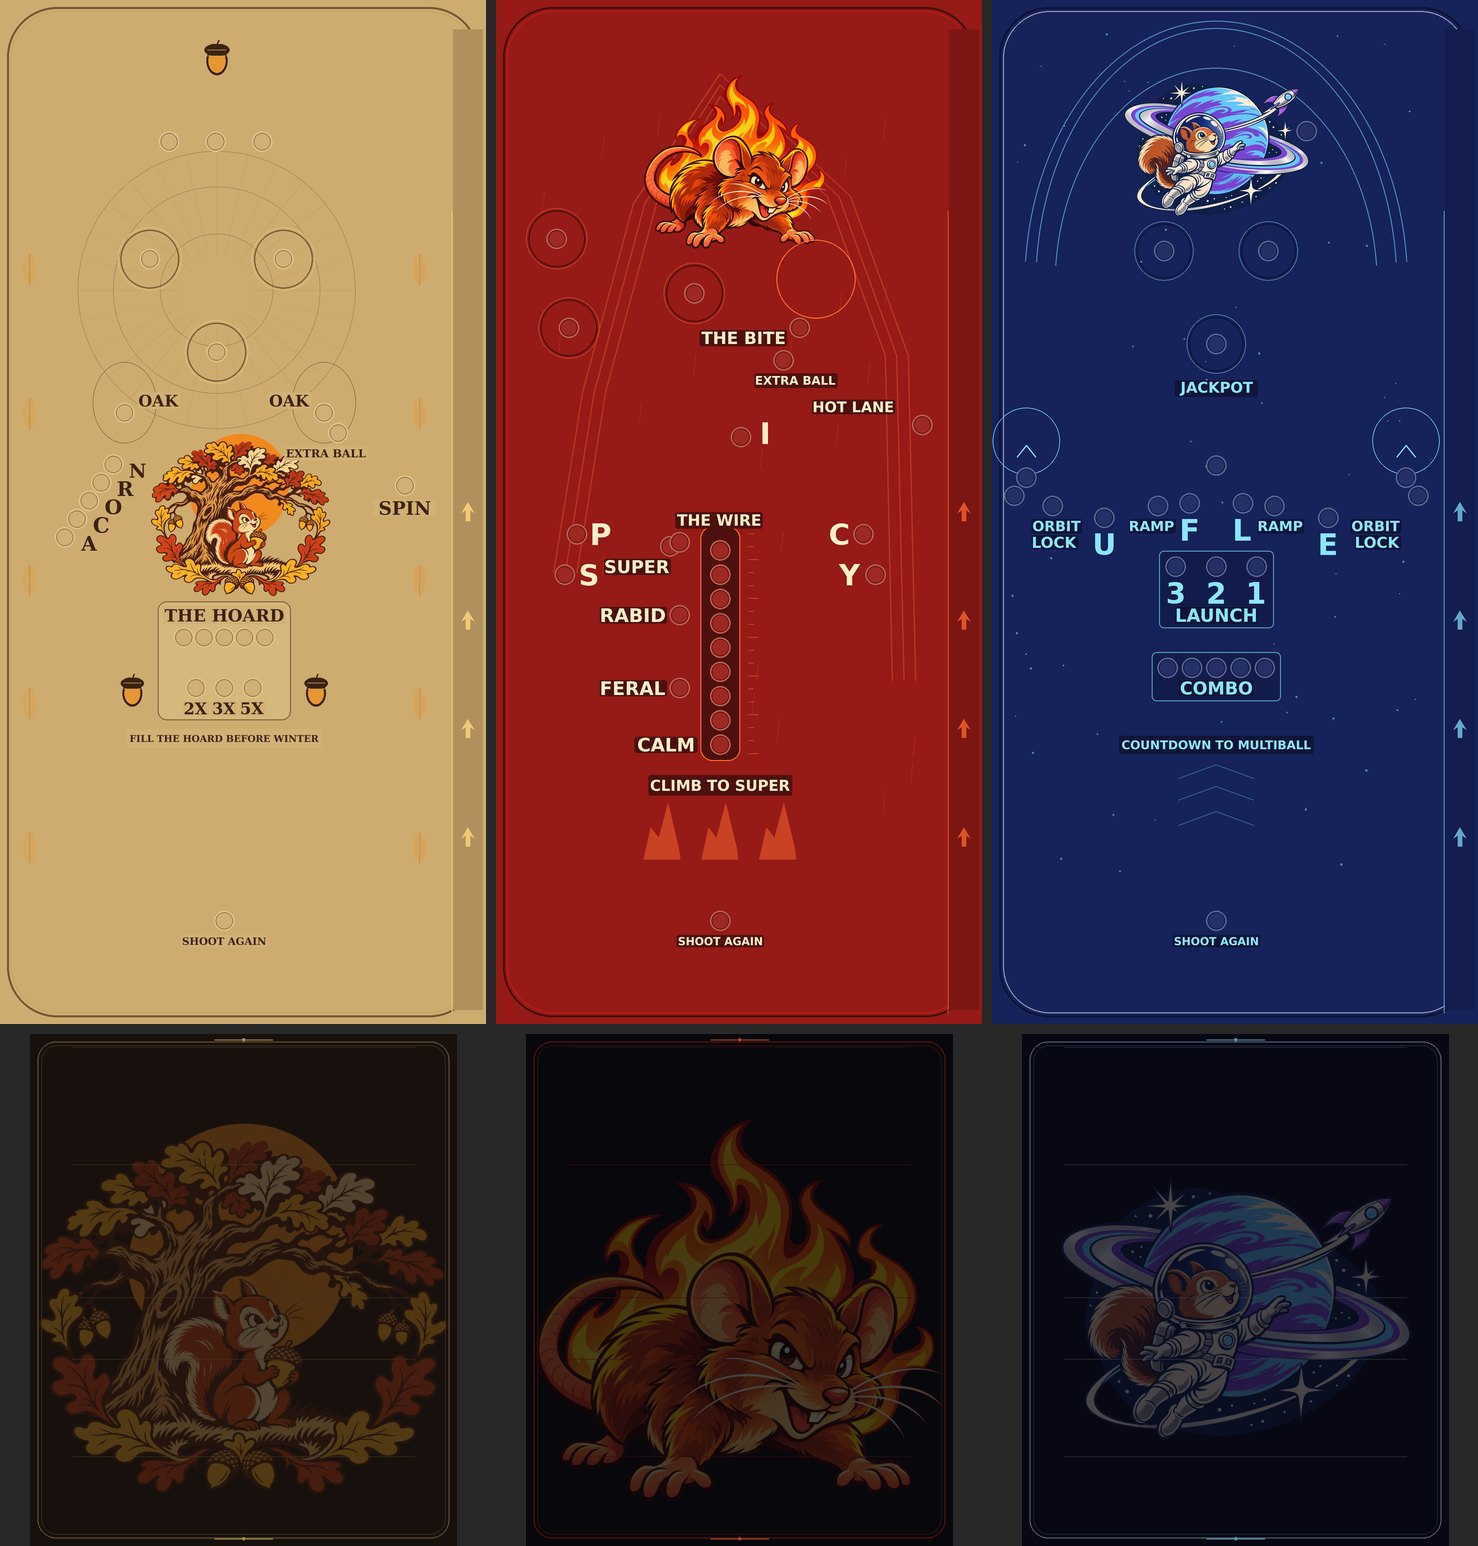 OAK OAK
EXTRA BALL
N
R
O
C
A
SPIN
THE HOARD
2X 3X 5X
FILL THE HOARD BEFORE WINTER
SHOOT AGAIN
THE BITE
EXTRA BALL
HOT LANE
I
THE WIRE
P C
SUPER
S Y
RABID
FERAL
CALM
CLIMB TO SUPER
SHOOT AGAIN
JACKPOT
ORBIT LOCK
U
RAMP
F
L
RAMP
E
ORBIT LOCK
3 2 1
LAUNCH
COMBO
COUNTDOWN TO MULTIBALL
SHOOT AGAIN